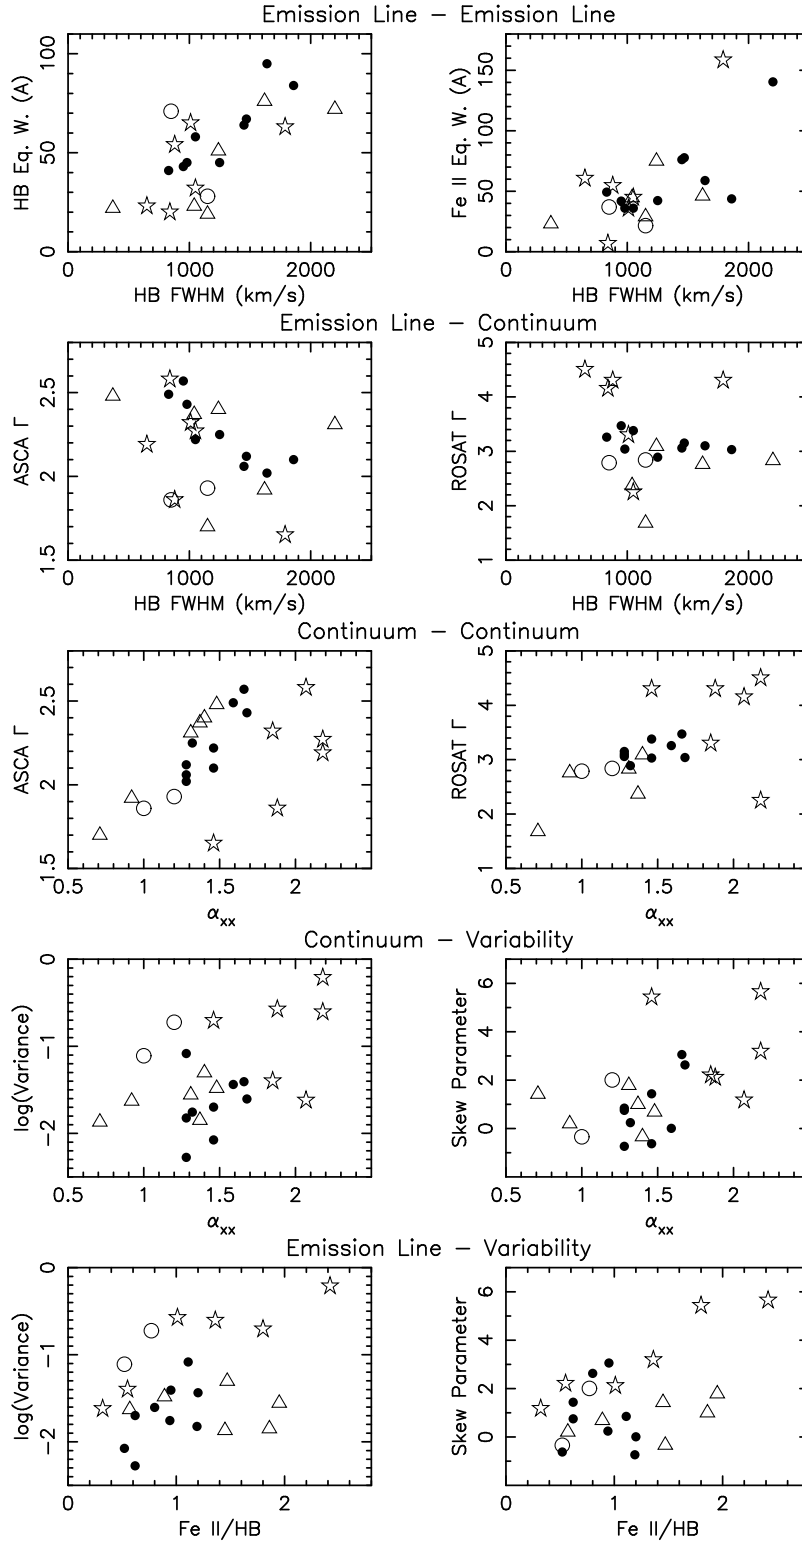 Emission Line – Emission Line
HB Eq. W. (A)
0 50 100
0 1000 2000
HB FWHM (km/s)
Fe II Eq. W. (A)
0 50 100 150
0 1000 2000
HB FWHM (km/s)
Emission Line – Continuum
ASCA Γ
1.5 2 2.5
0 1000 2000
HB FWHM (km/s)
ROSAT Γ
1 2 3 4 5
0 1000 2000
HB FWHM (km/s)
Continuum – Continuum
ASCA Γ
1.5 2 2.5
0.5 1 1.5 2
αxx
ROSAT Γ
1 2 3 4 5
0.5 1 1.5 2
αxx
Continuum – Variability
log(Variance)
−2 −1 0
0.5 1 1.5 2
αxx
Skew Parameter
0 2 4 6
0.5 1 1.5 2
αxx
Emission Line – Variability
log(Variance)
−2 −1 0
0 1 2
Fe II/HB
Skew Parameter
0 2 4 6
0 1 2
Fe II/HB